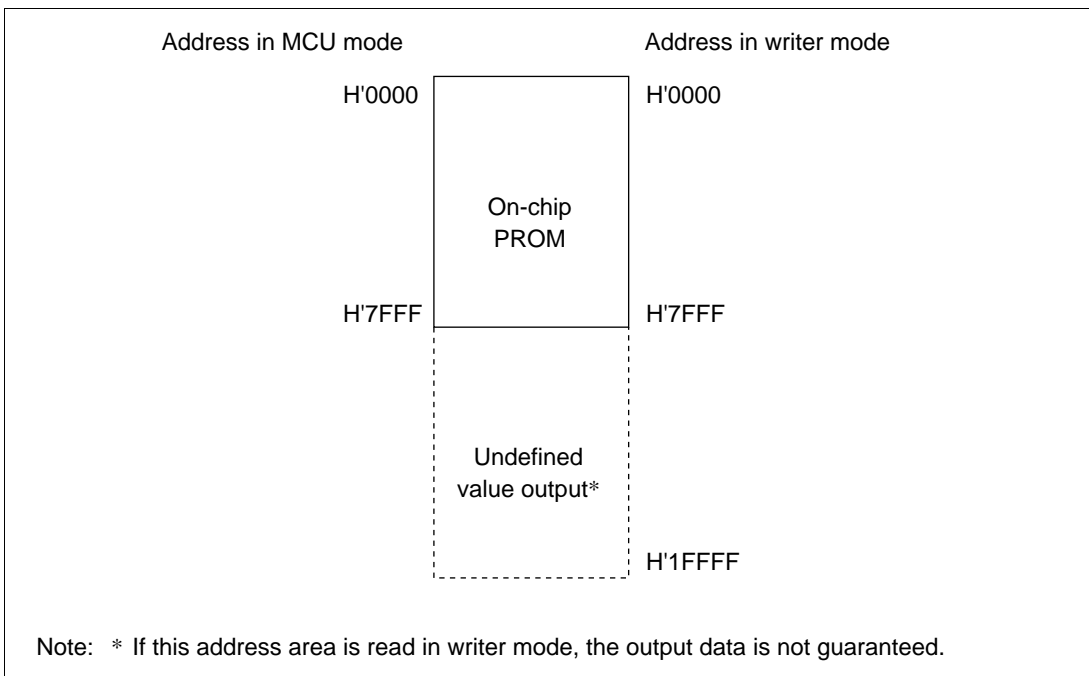 Address in MCU mode Address in writer mode
H'0000 H'0000
On-chip
PROM
H'7FFF H'7FFF
Undefined
value output*
H'1FFFF
Note: * If this address area is read in writer mode, the output data is not guaranteed.